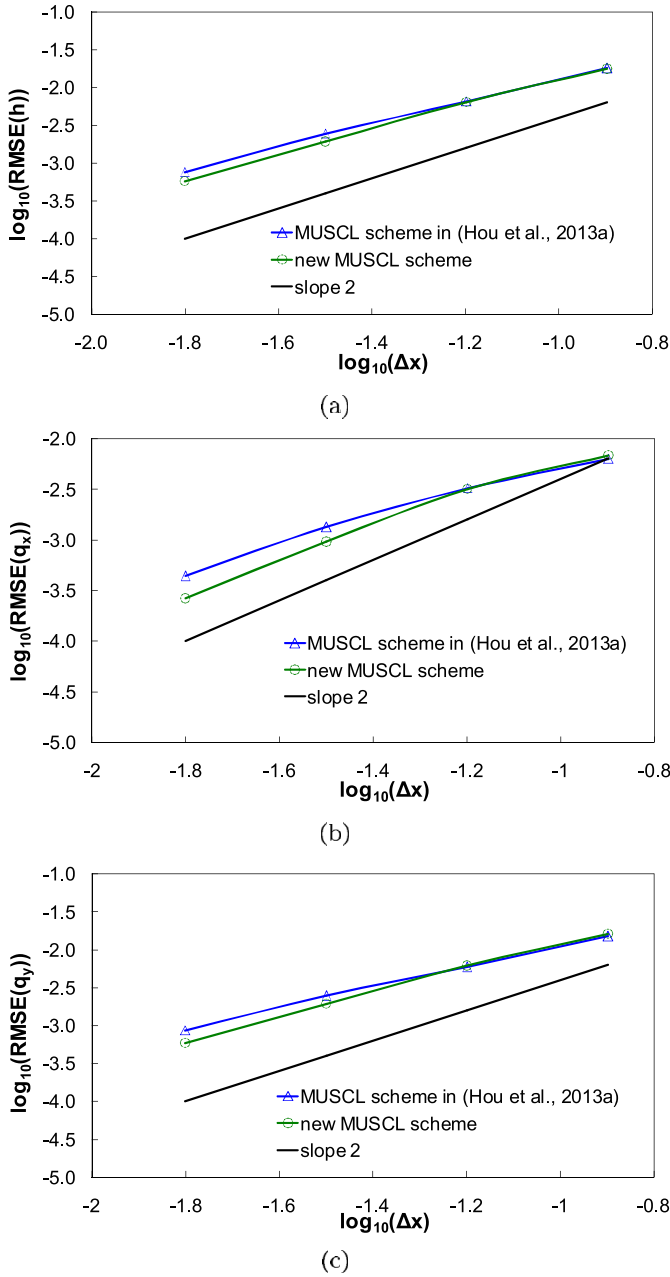 -1.0
-1.5
-2.0
-2.5
-3.0
-3.5
-4.0
-4.5
-5.0
log₁₀(RMSE(h))
MUSCL scheme in (Hou et al., 2013a)
new MUSCL scheme
slope 2
-2.0 -1.8 -1.6 -1.4 -1.2 -1.0 -0.8
log₁₀(Δx)
(a)
-2.0
-2.5
-3.0
-3.5
-4.0
-4.5
-5.0
log₁₀(RMSE(qₓ))
MUSCL scheme in (Hou et al., 2013a)
new MUSCL scheme
slope 2
-2 -1.8 -1.6 -1.4 -1.2 -1 -0.8
log₁₀(Δx)
(b)
-1.0
-1.5
-2.0
-2.5
-3.0
-3.5
-4.0
-4.5
-5.0
log₁₀(RMSE(q_y))
MUSCL scheme in (Hou et al., 2013a)
new MUSCL scheme
slope 2
-2 -1.8 -1.6 -1.4 -1.2 -1 -0.8
log₁₀(Δx)
(c)